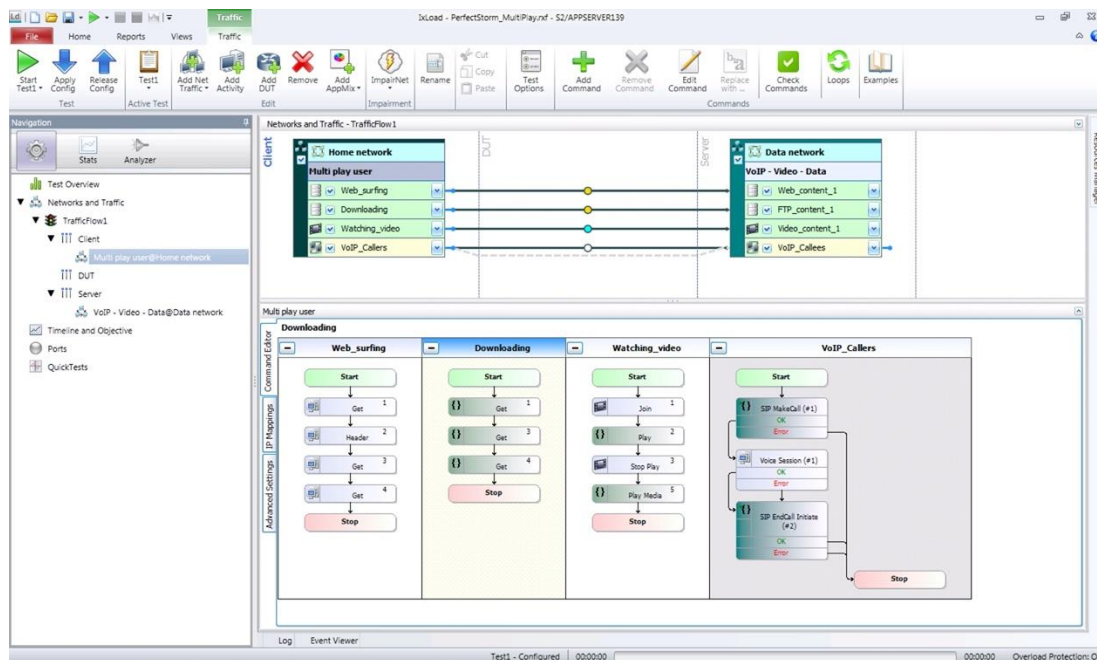 Ld
Traffic
IxLoad - PerfectStorm_MultiPlay.rxf - S2/APPSERVER139
File Home Reports Views Traffic
Start Test1
Apply Config
Release Config
Test
Test1
Active Test
Add Net Traffic
Add Activity
Add DUT
Remove
Add AppMix
Edit
ImpairNet
Impairment
Rename
Cut
Copy
Paste
Test Options
Add Command
Remove Command
Edit Command
Replace with ...
Check Commands
Commands
Loops
Examples
Navigation
Stats
Analyzer
Test Overview
Networks and Traffic
TrafficFlow1
Client
Multi play user@Home network
DUT
Server
VoIP - Video - Data@Data network
Timeline and Objective
Ports
QuickTests
Networks and Traffic - TrafficFlow1
Client
DUT
Server
Home network
Multi play user
Web_surfing
Downloading
Watching_video
VoIP_Callers
Data network
VoIP - Video - Data
Web_content_1
FTP_content_1
Video_content_1
VoIP_Callees
Multi play user
Command Editor
IP Mappings
Advanced Settings
Downloading
Web_surfing
Start
Get 1
Header 2
Get 3
Get 4
Stop
Downloading
Start
Get 1
Get 3
Get 4
Stop
Watching_video
Start
Join 1
Play 2
Stop Play 3
Play Media 5
Stop
VoIP_Callers
Start
SIP MakeCall (#1)
OK
Error
Voice Session (#1)
OK
Error
SIP EndCall Initiate
(#2)
OK
Error
Stop
Log Event Viewer
Test1 - Configured 00:00:00 00:00:00 Overload Protection: O